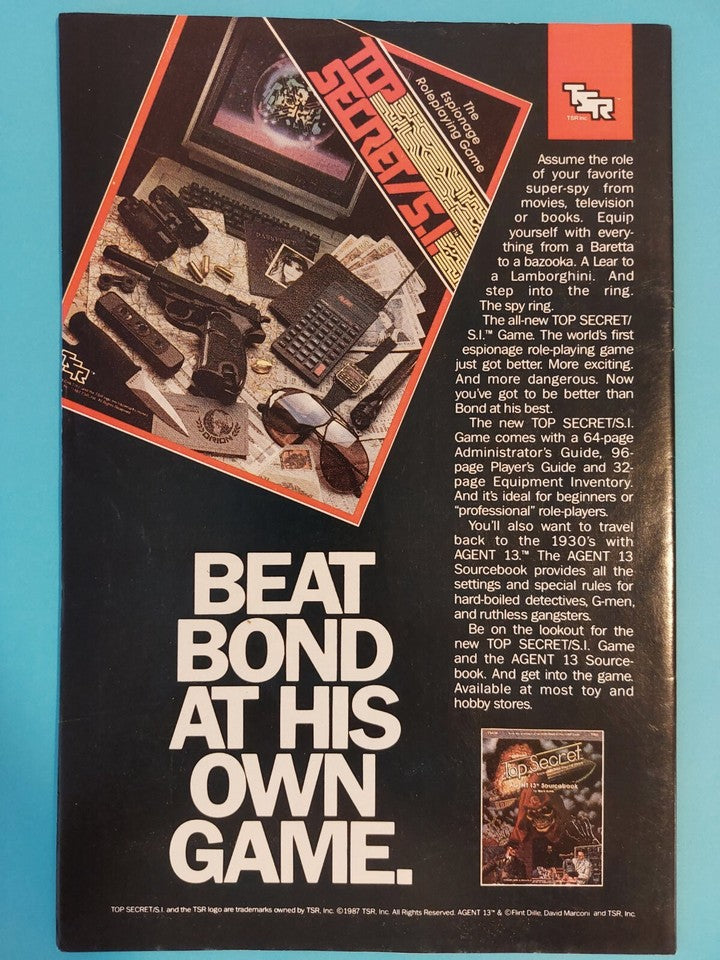 TOP
SECRET/S.I.
The
Espionage
Roleplaying Game
ORION
TSR
TSR
TSR, Inc.
Assume the role
of your favorite
super-spy from
movies, television
or books. Equip
yourself with every-
thing from a Baretta
to a bazooka. A Lear to
a Lamborghini. And
step into the ring.
The spy ring.
The all-new TOP SECRET/
S.I.™ Game. The world's first
espionage role-playing game
just got better. More exciting.
And more dangerous. Now
you've got to be better than
Bond at his best.
The new TOP SECRET/S.I.
Game comes with a 64-page
Administrator's Guide, 96-
page Player's Guide and 32-
page Equipment Inventory.
And it's ideal for beginners or
"professional" role-players.
You'll also want to travel
back to the 1930's with
AGENT 13.™ The AGENT 13
Sourcebook provides all the
settings and special rules for
hard-boiled detectives, G-men,
and ruthless gangsters.
Be on the lookout for the
new TOP SECRET/S.I. Game
and the AGENT 13 Source-
book. And get into the game.
Available at most toy and
hobby stores.
BEAT
BOND
AT HIS
OWN
GAME.
Top Secret
AGENT 13™ Sourcebook
TOP SECRET/S.I. and the TSR logo are trademarks owned by TSR, Inc. ©1987 TSR, Inc. All Rights Reserved. AGENT 13™ & ©Flint Dille, David Marconi and TSR, Inc.